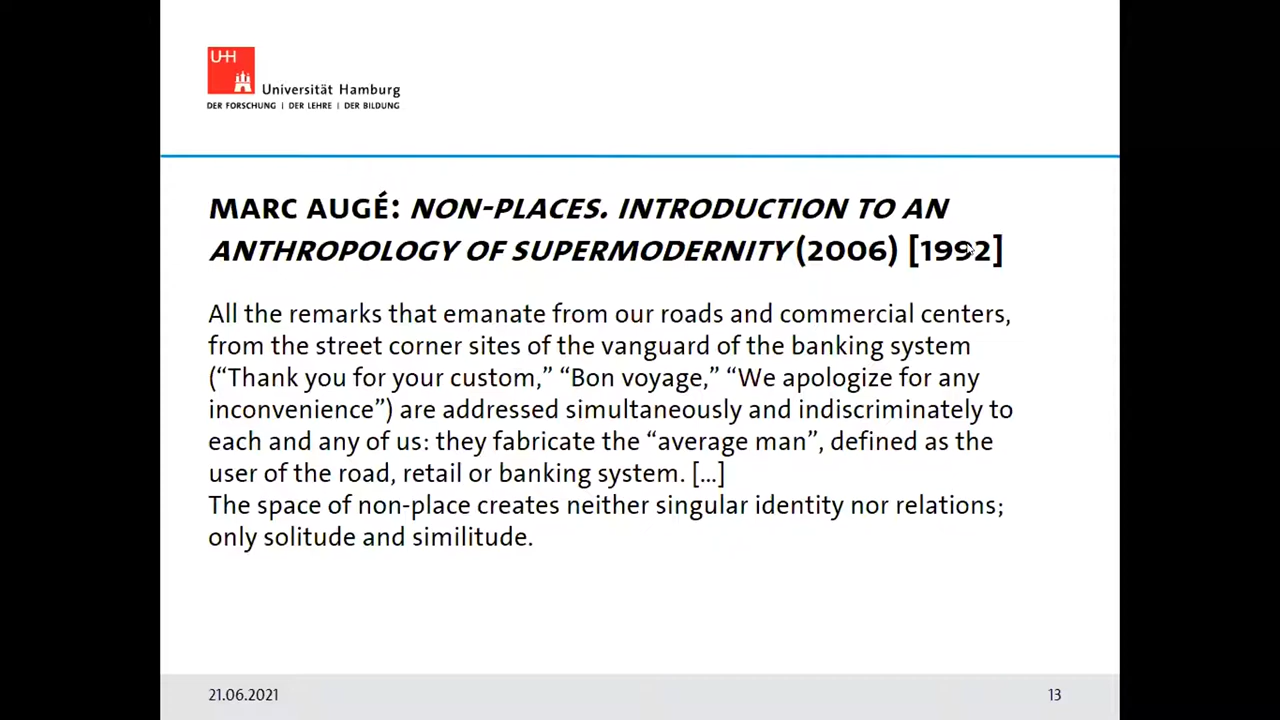 UHH
Universität Hamburg
DER FORSCHUNG | DER LEHRE | DER BILDUNG
MARC AUGÉ: NON-PLACES. INTRODUCTION TO AN
ANTHROPOLOGY OF SUPERMODERNITY (2006) [1992]
All the remarks that emanate from our roads and commercial centers,
from the street corner sites of the vanguard of the banking system
(“Thank you for your custom,” “Bon voyage,” “We apologize for any
inconvenience”) are addressed simultaneously and indiscriminately to
each and any of us: they fabricate the “average man”, defined as the
user of the road, retail or banking system. […]
The space of non-place creates neither singular identity nor relations;
only solitude and similitude.
21.06.2021
13